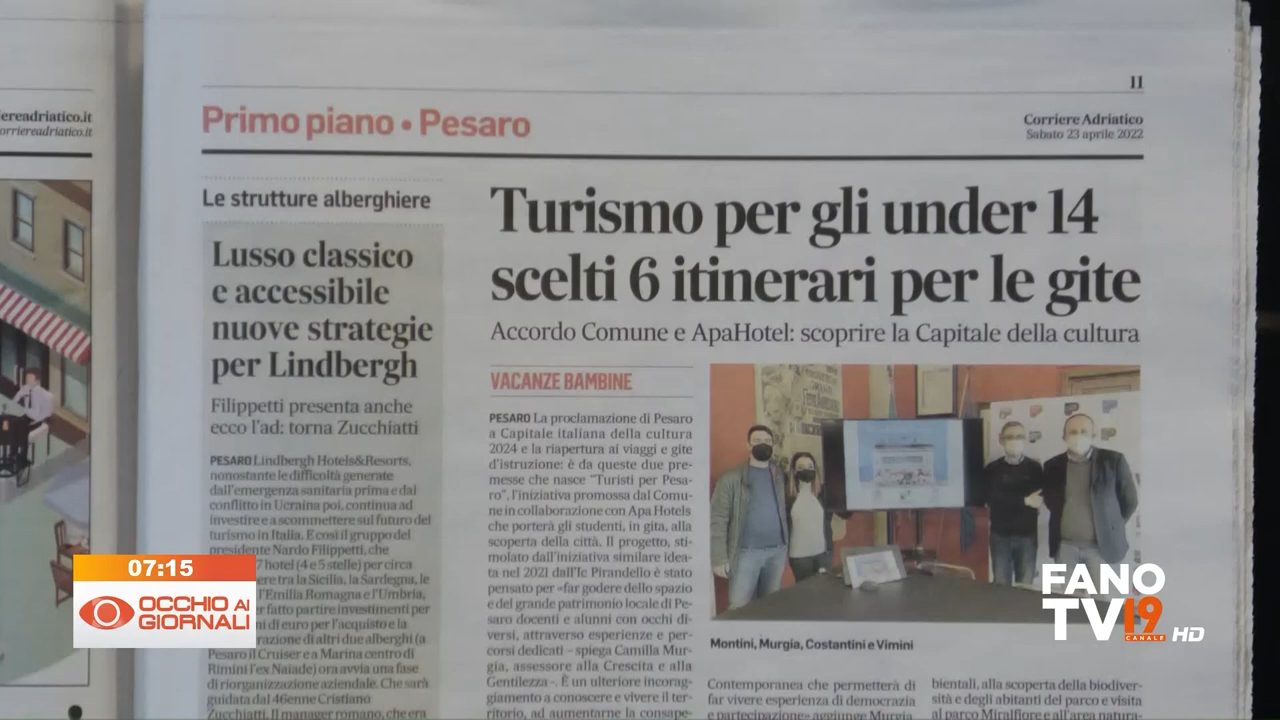 ereadriatico.it
orriereadriatico.it
11
Primo piano • Pesaro
Corriere Adriatico
Sabato 23 aprile 2022
Le strutture alberghiere
Lusso classico
e accessibile
nuove strategie
per Lindbergh
Filippetti presenta anche
ecco l'ad: torna Zucchiatti
PESARO Lindbergh Hotels&Resorts,
nonostante le difficoltà generate
dall'emergenza sanitaria prima e dal
conflitto in Ucraina poi, continua ad
investire e a scommettere sul futuro del
turismo in Italia. E così il gruppo del
presidente Nardo Filippetti, che
7 hotel (4 e 5 stelle) per circa
ere tra la Sicilia, la Sardegna, le
l'Emilia Romagna e l'Umbria,
fatto partire investimenti per
ni di euro per l'acquisto e la
razione di altri due alberghi (a
Pesaro il Cruiser e a Marina centro di
Rimini l'ex Naiade) ora avvia una fase
di riorganizzazione aziendale. Che sarà
guidata dal 46enne Cristiano
Zucchiatti. Il manager romano, che era
Turismo per gli under 14
scelti 6 itinerari per le gite
Accordo Comune e ApaHotel: scoprire la Capitale della cultura
VACANZE BAMBINE
PESARO La proclamazione di Pesaro
a Capitale italiana della cultura
2024 e la riapertura ai viaggi e gite
d'istruzione: è da queste due pre-
messe che nasce "Turisti per Pesa-
ro", l'iniziativa promossa dal Comu-
ne in collaborazione con Apa Hotels
che porterà gli studenti, in gita, alla
scoperta della città. Il progetto, sti-
molato dall'iniziativa similare idea-
ta nel 2021 dall'Ic Pirandello è stato
pensato per «far godere dello spazio
e del grande patrimonio locale di Pe-
saro docenti e alunni con occhi di-
versi, attraverso esperienze e per-
corsi dedicati – spiega Camilla Mur-
gia, assessore alla Crescita e alla
Gentilezza -. È un ulteriore incorag-
giamento a conoscere e vivere il ter-
ritorio, ad aumentarne la consape-
Montini, Murgia, Costantini e Vimini
Contemporanea che permetterà di
far vivere esperienza di democrazia
e partecipazione» aggiunge Murgia
bientali, alla scoperta della biodiver-
sità e degli abitanti del parco e visita
al parco Miralfiore e all'area natura-
07:15
OCCHIO AI
GIORNALI
FANO
TV 19
CANALE HD